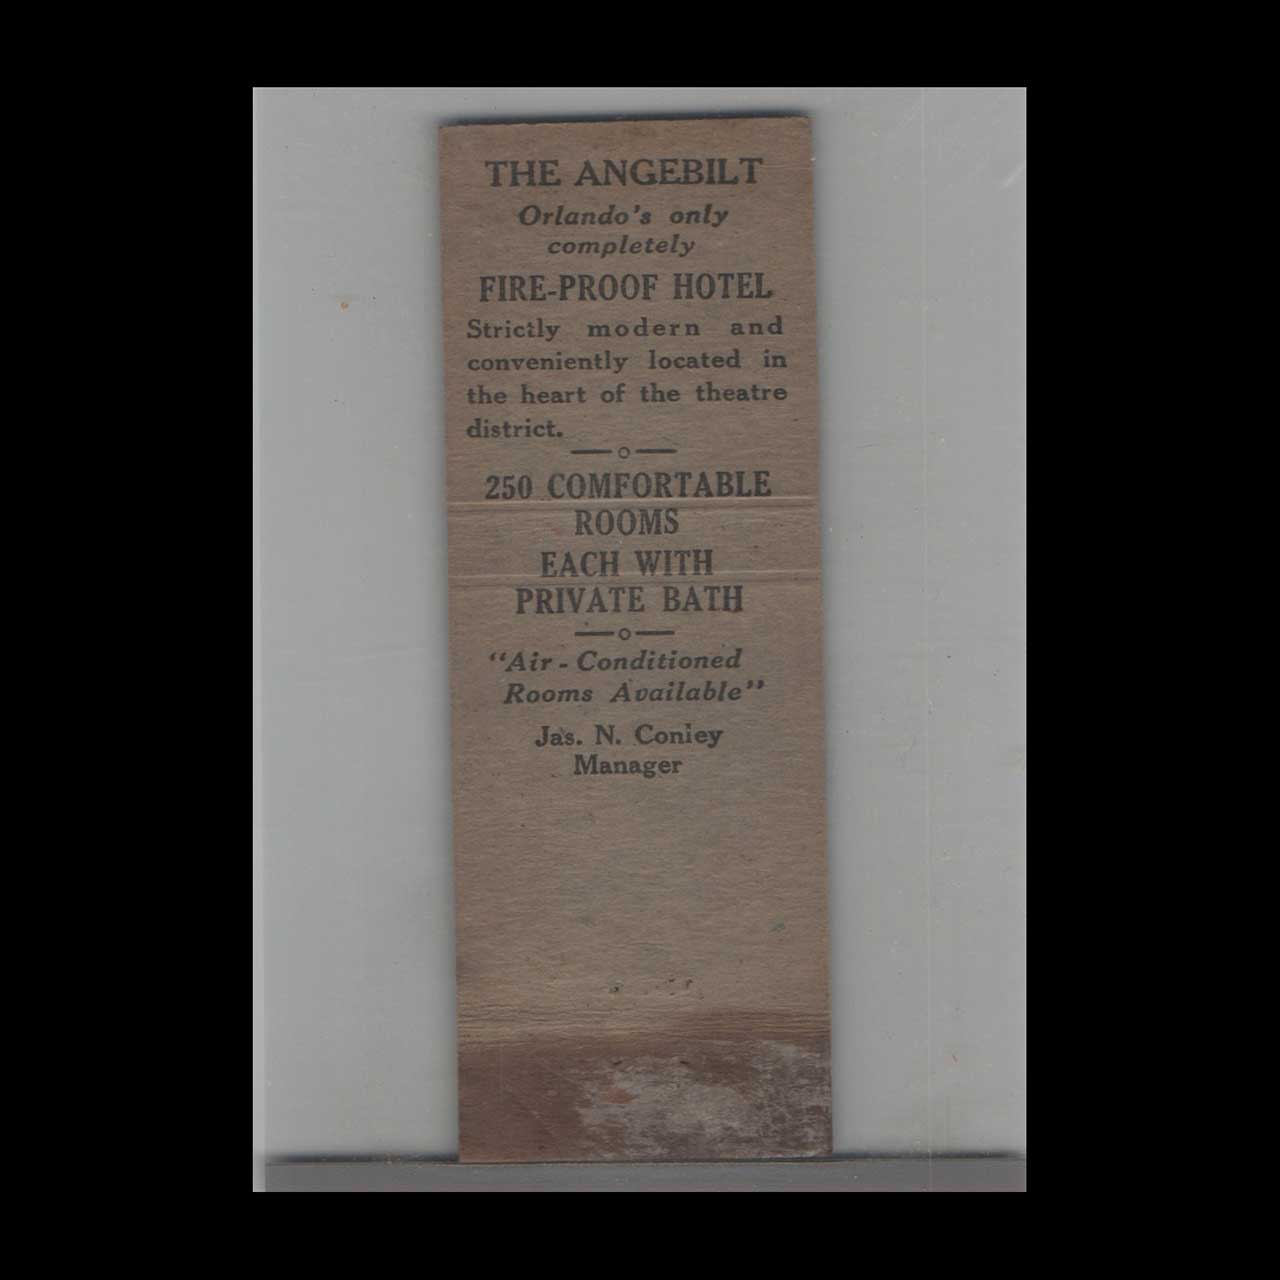 THE ANGEBILT
Orlando's only
completely
FIRE-PROOF HOTEL
Strictly modern and
conveniently located in
the heart of the theatre
district.
250 COMFORTABLE
ROOMS
EACH WITH
PRIVATE BATH
"Air-Conditioned
Rooms Available"
Jas. N. Conley
Manager